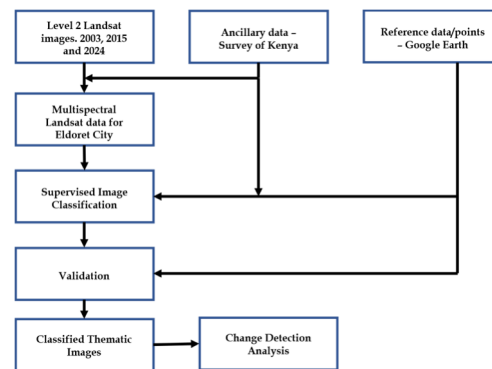 Level 2 Landsat
images. 2003, 2015
and 2024
Ancillary data –
Survey of Kenya
Reference data/points
– Google Earth
Multispectral
Landsat data for
Eldoret City
Supervised Image
Classification
Validation
Classified Thematic
Images
Change Detection
Analysis